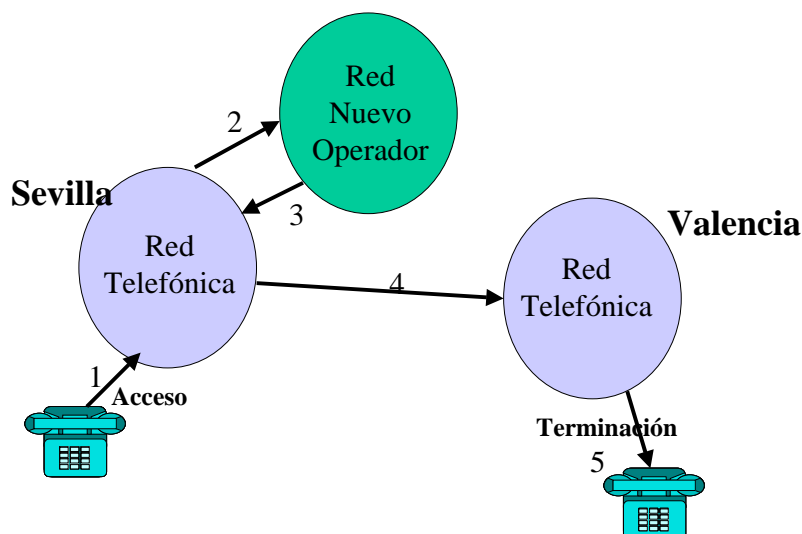 Red
Nuevo
Operador
2
3
Sevilla
Red
Telefónica
Valencia
Red
Telefónica
4
1
Acceso
Terminación
5